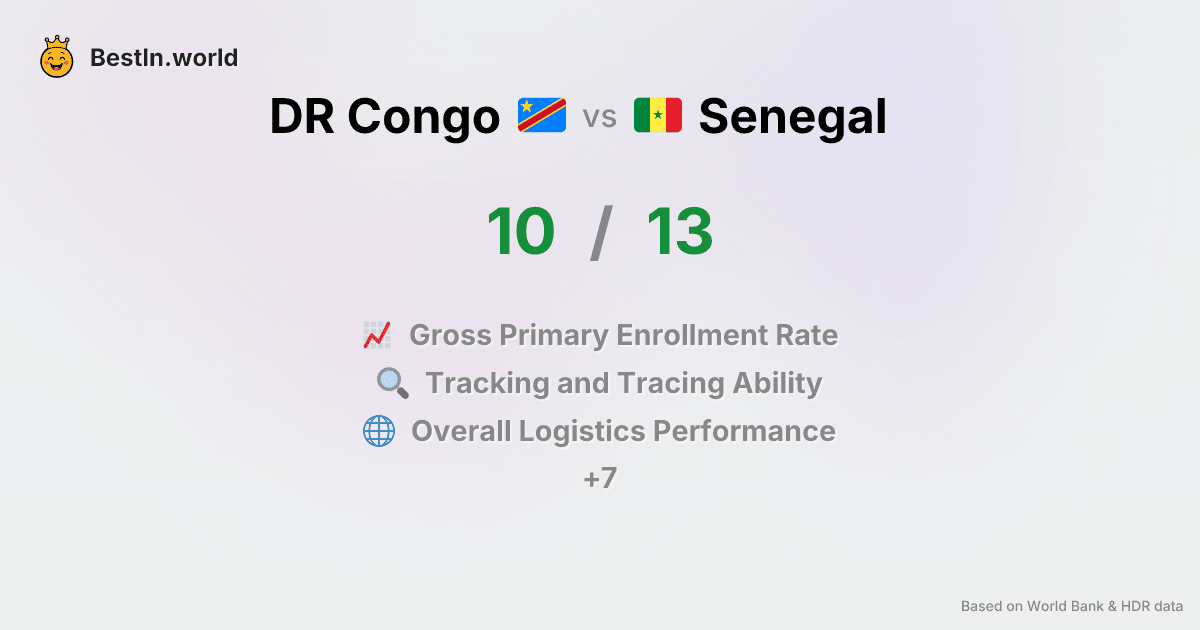 BestIn.world
DR Congo vs Senegal
10 / 13
Gross Primary Enrollment Rate
Tracking and Tracing Ability
Overall Logistics Performance
+7
Based on World Bank & HDR data